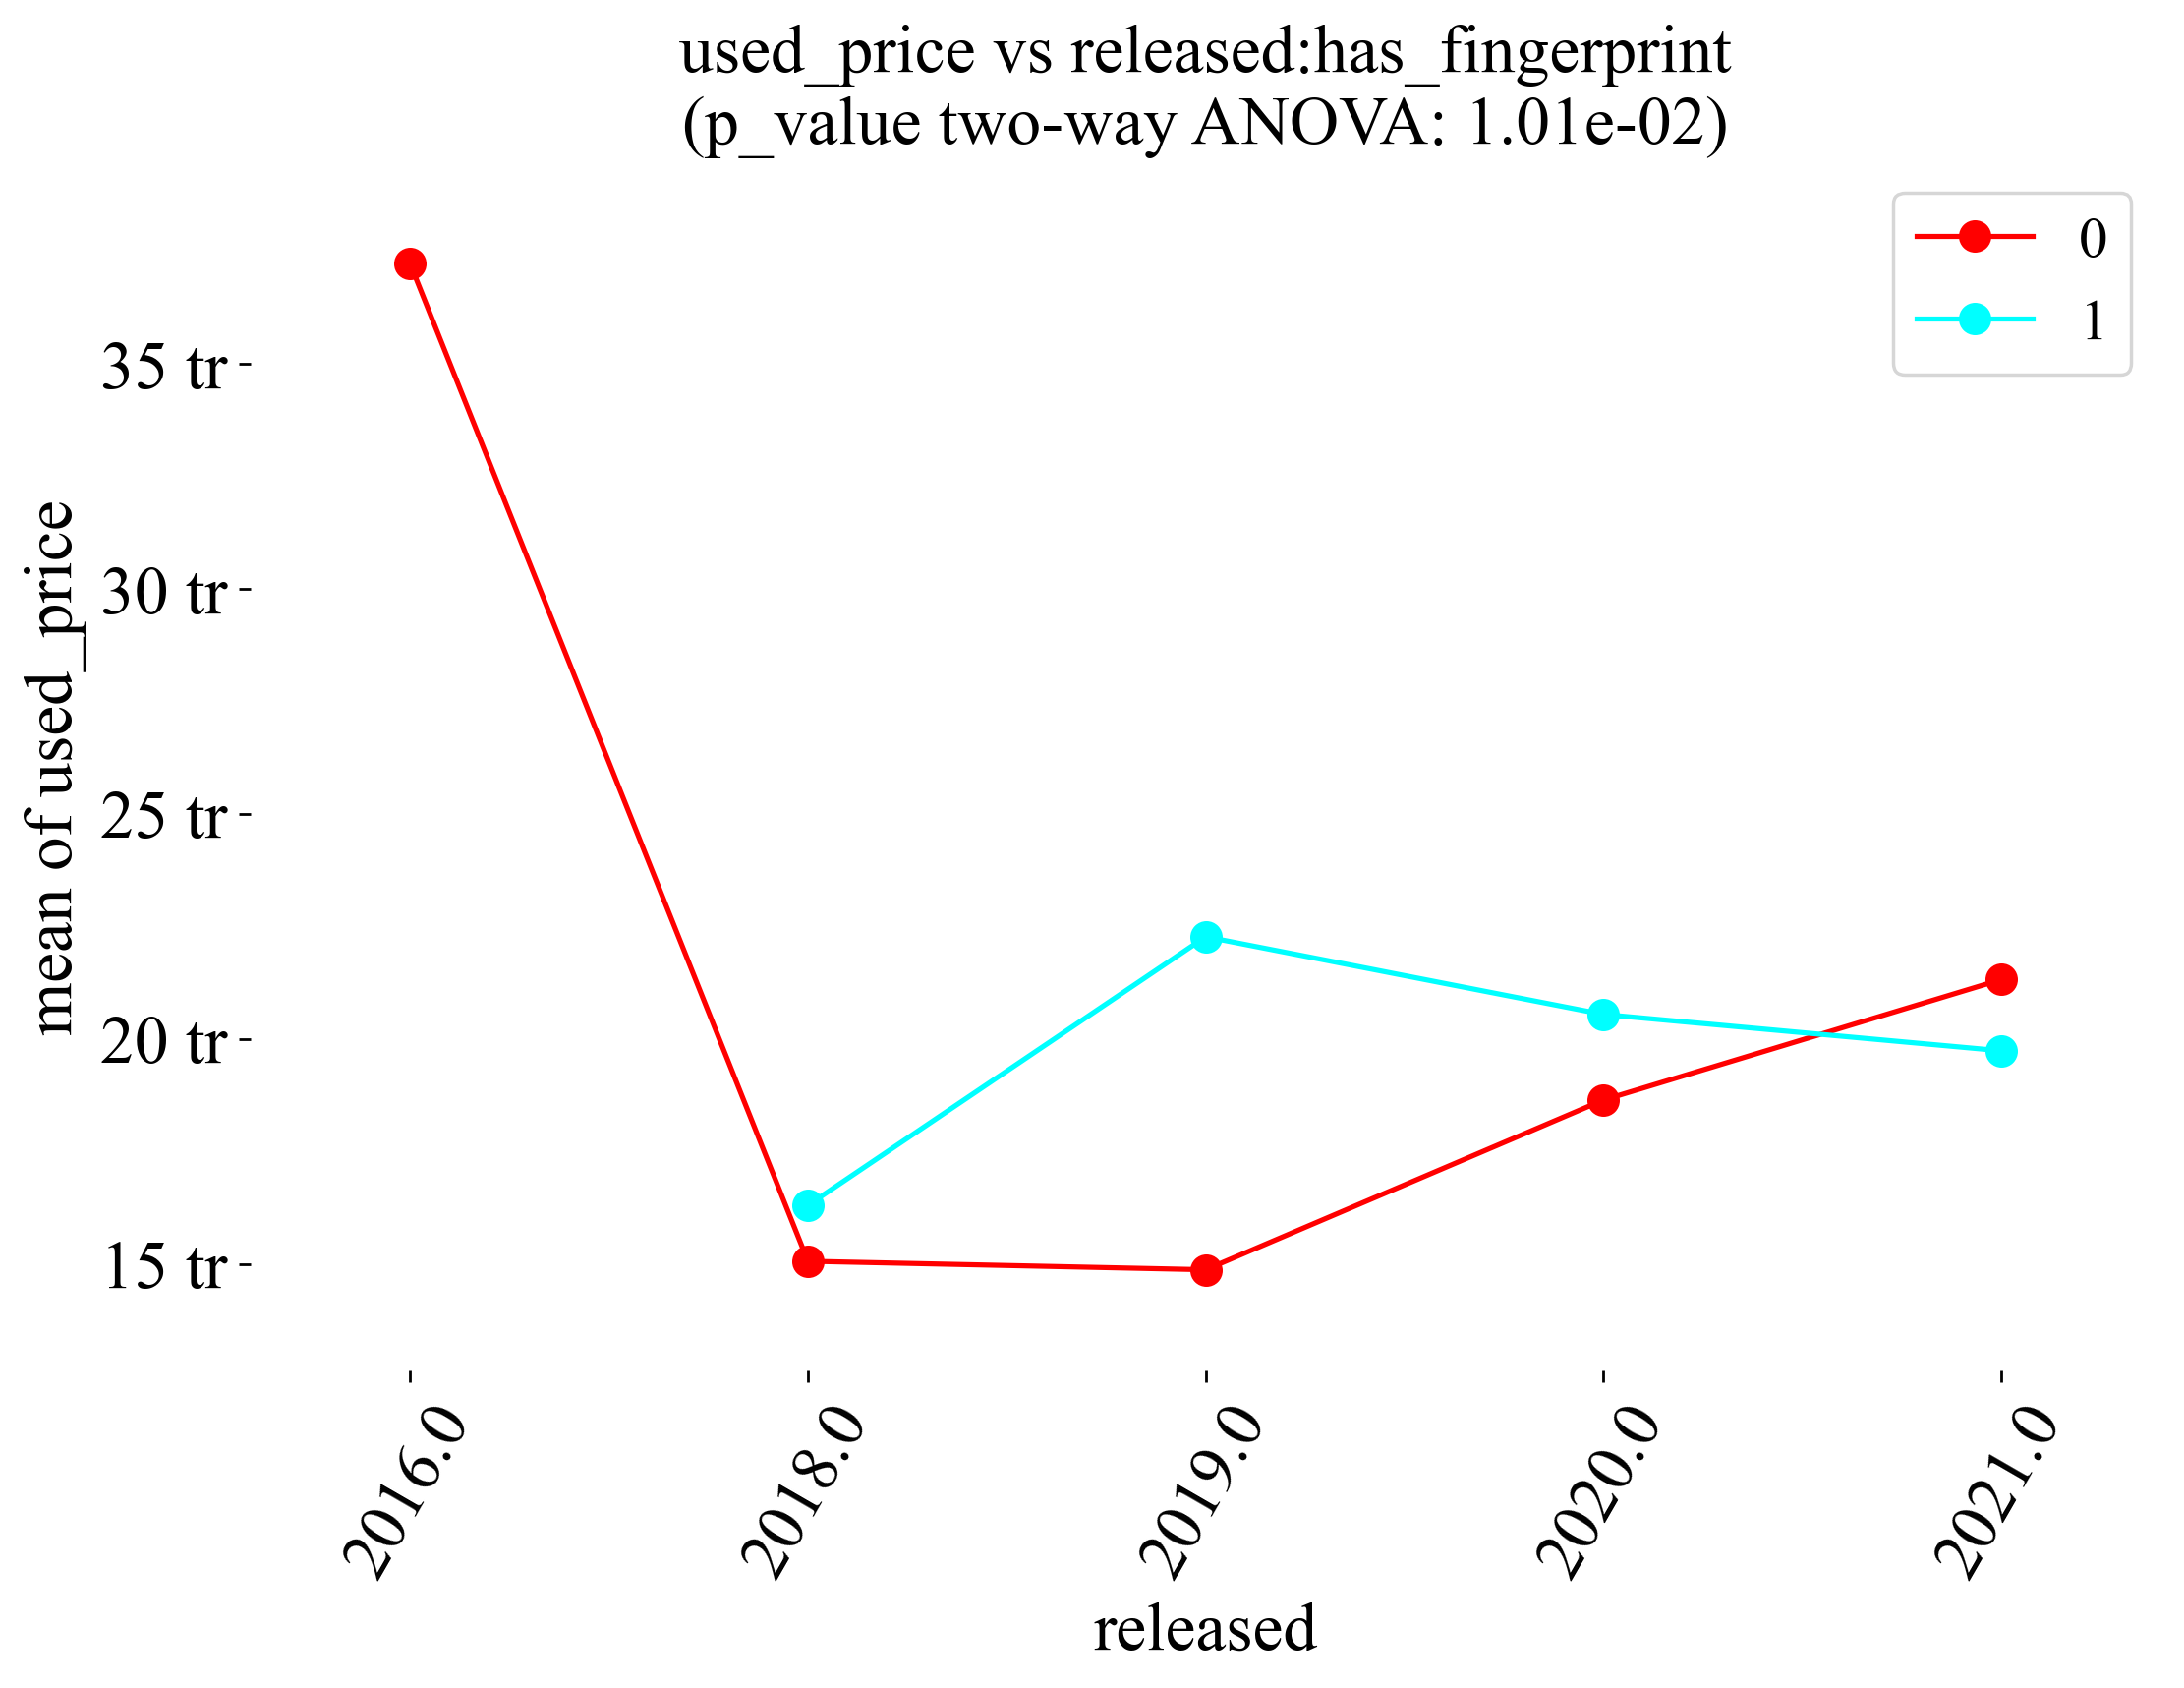 used_price vs released:has_fingerprint
(p_value two-way ANOVA: 1.01e-02)
0
1
mean of used_price
35 tr
30 tr
25 tr
20 tr
15 tr
2016.0
2018.0
2019.0
2020.0
2021.0
released